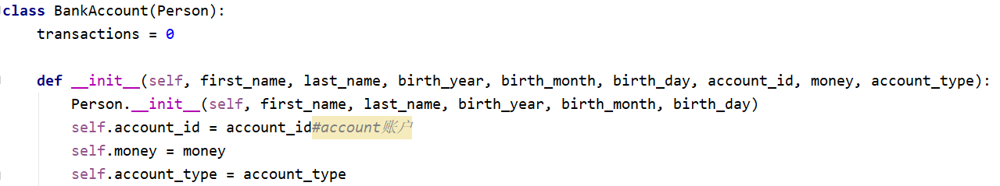 class BankAccount(Person):
    transactions = 0
    def __init__(self, first_name, last_name, birth_year, birth_month, birth_day, account_id, money, account_type):
        Person.__init__(self, first_name, last_name, birth_year, birth_month, birth_day)
        self.account_id = account_id#account账户
        self.money = money
        self.account_type = account_type